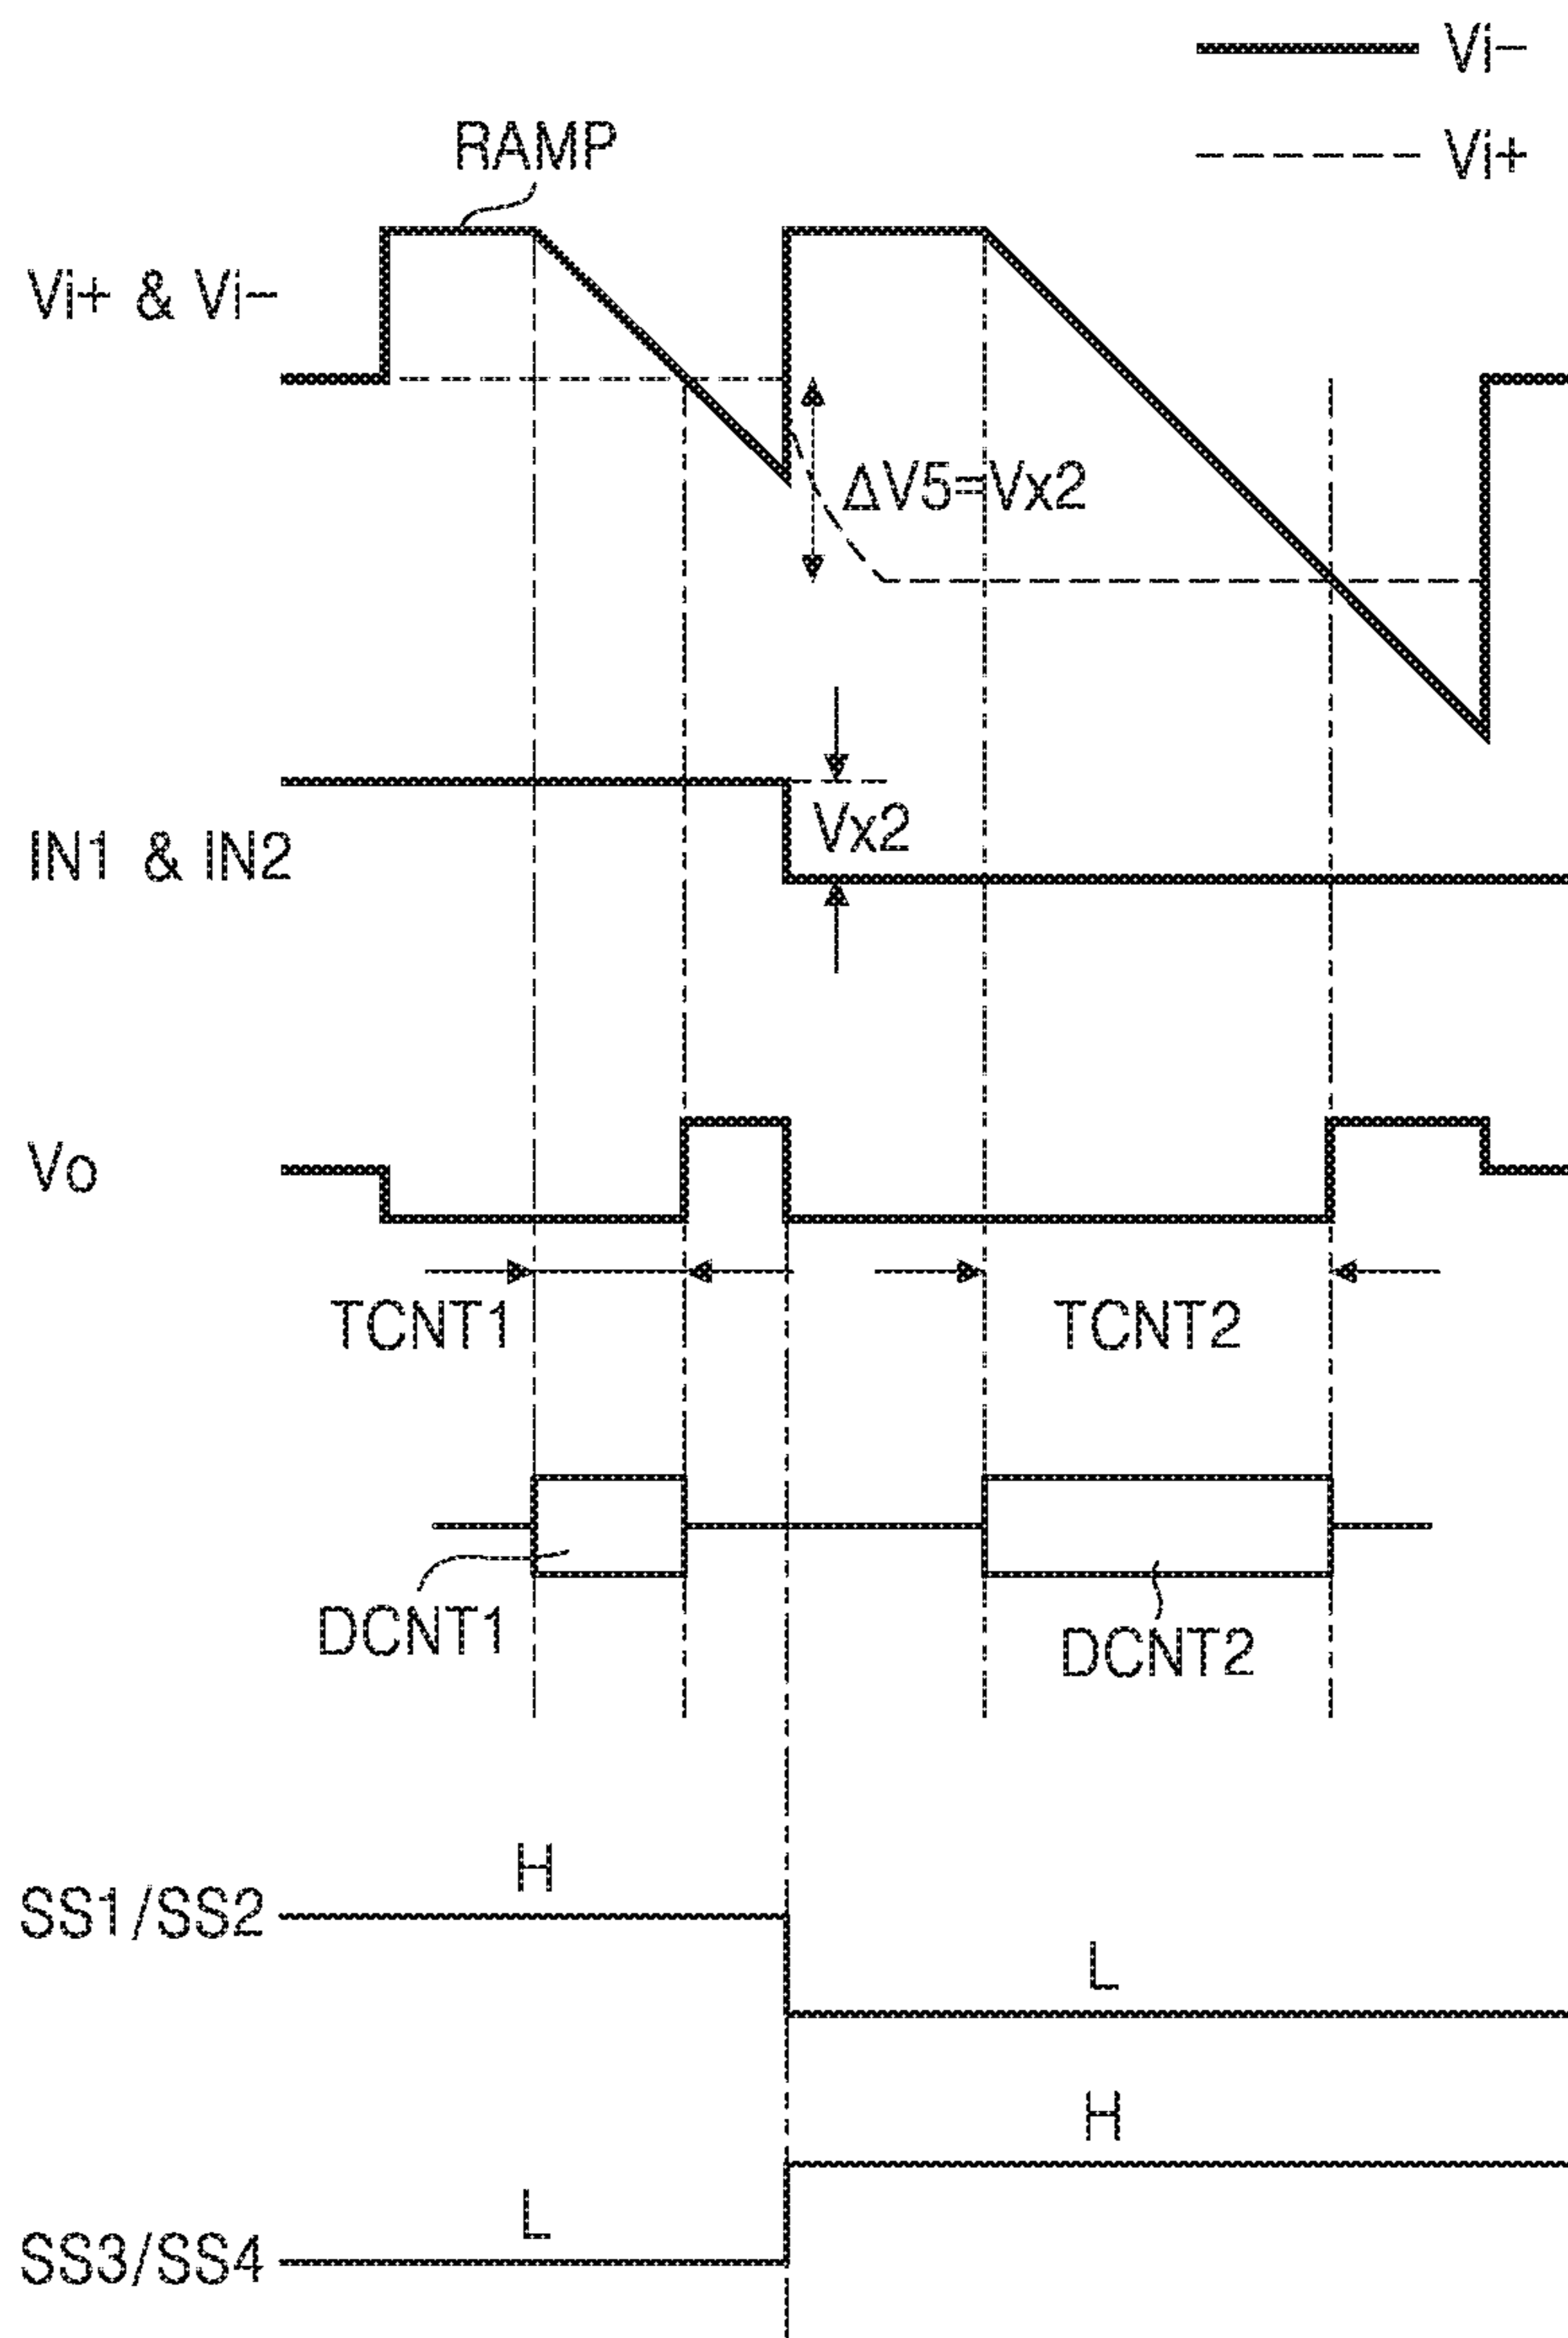 Vi−
Vi+
RAMP
Vi+ & Vi−
ΔV5=Vx2
Vx2
IN1 & IN2
Vo
TCNT1
TCNT2
DCNT1
DCNT2
H
SS1/SS2
L
H
L
SS3/SS4